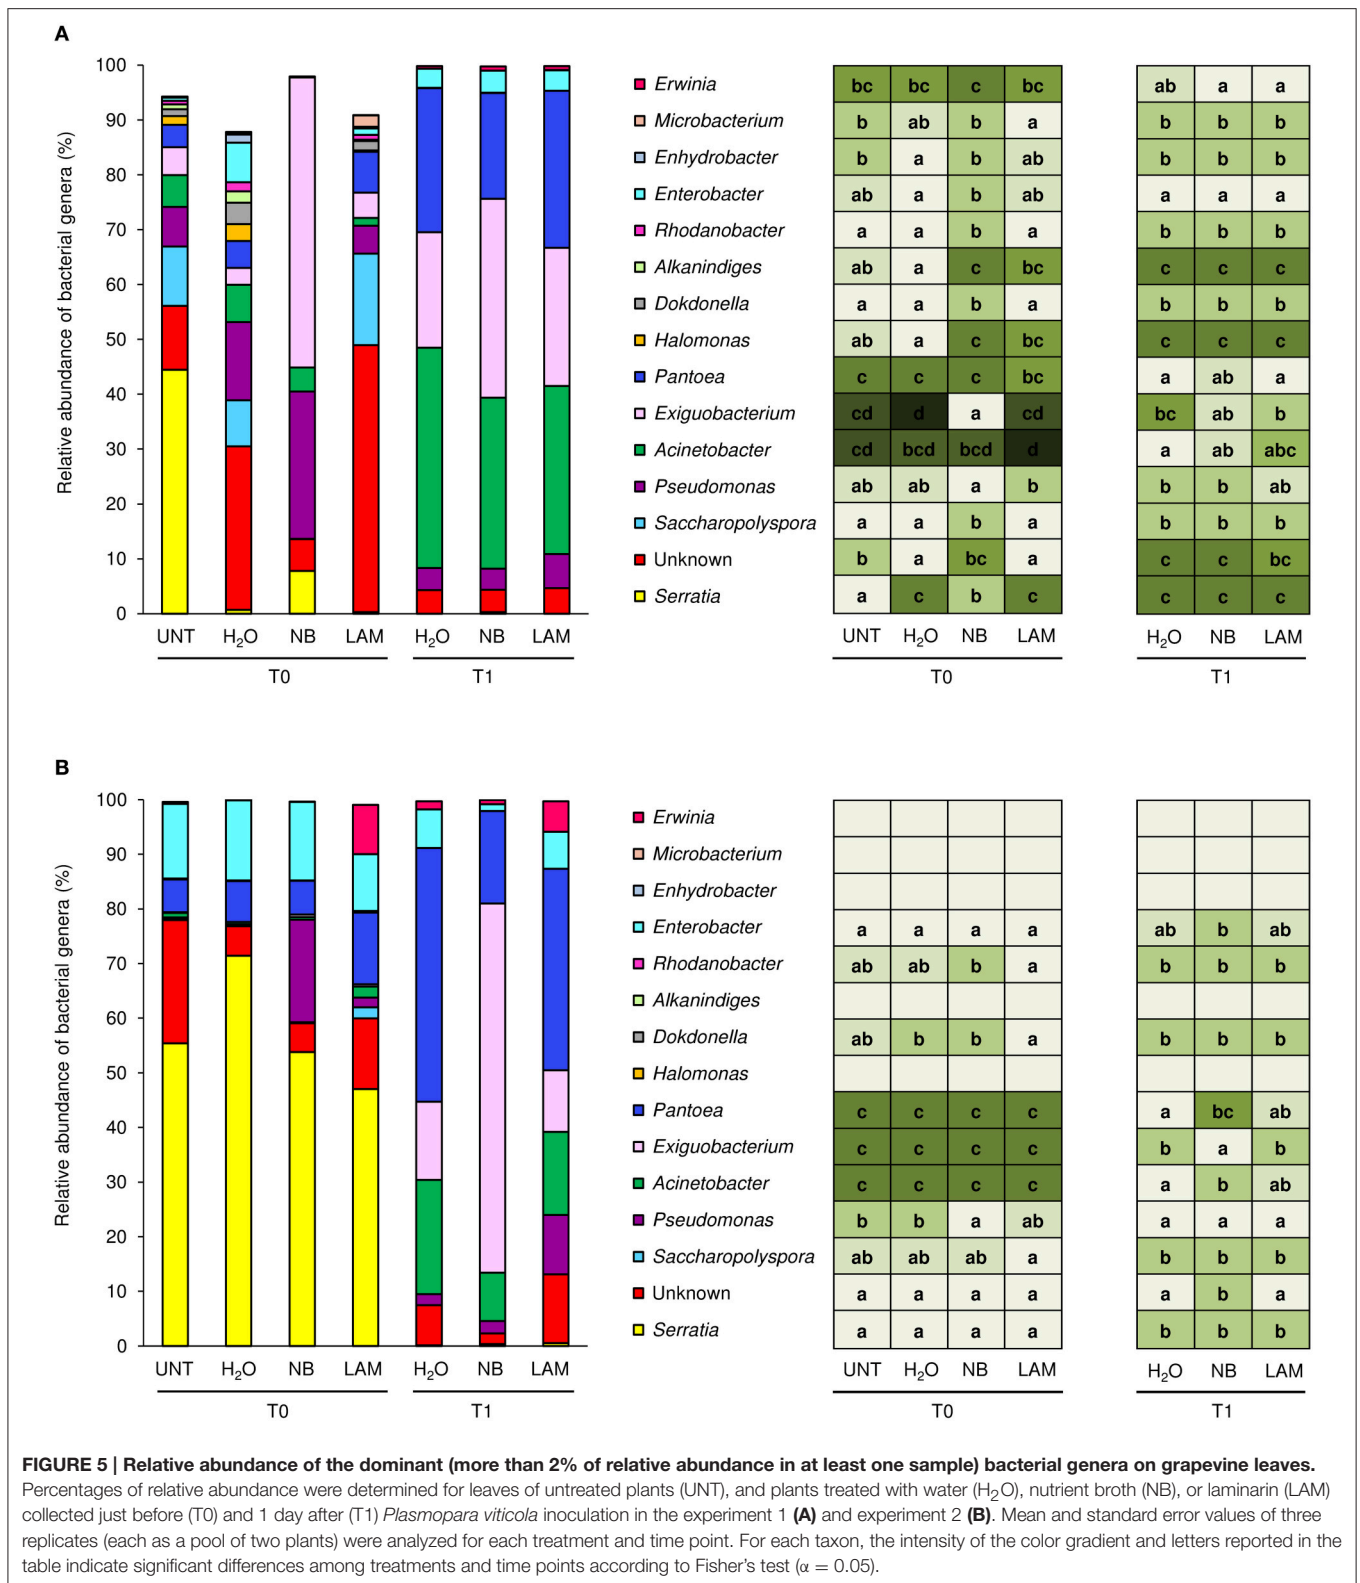 A
Relative abundance of bacterial genera (%)
100
90
80
70
60
50
40
30
20
10
0
UNT H₂O NB LAM H₂O NB LAM
T0 T1
Erwinia bc bc c bc ab a a
Microbacterium b ab b a b b b
Enhydrobacter b a b ab b b b
Enterobacter ab a b ab a a a
Rhodanobacter a a b a b b b
Alkanindiges ab a c bc c c c
Dokdonella a a b a b b b
Halomonas ab a c bc c c c
Pantoea c c c bc a ab a
Exiguobacterium cd d a cd bc ab b
Acinetobacter cd bcd bcd d a ab abc
Pseudomonas ab ab a b b b ab
Saccharopolyspora a a b a b b b
Unknown b a bc a c c bc
Serratia a c b c c c c
UNT H₂O NB LAM H₂O NB LAM
T0 T1
B
Relative abundance of bacterial genera (%)
100
90
80
70
60
50
40
30
20
10
0
UNT H₂O NB LAM H₂O NB LAM
T0 T1
Erwinia
Microbacterium
Enhydrobacter
Enterobacter a a a a ab b ab
Rhodanobacter ab ab b a b b b
Alkanindiges
Dokdonella ab b b a b b b
Halomonas
Pantoea c c c c a bc ab
Exiguobacterium c c c c b a b
Acinetobacter c c c c a b ab
Pseudomonas b b a ab a a a
Saccharopolyspora ab ab ab a b b b
Unknown a a a a a b a
Serratia a a a a b b b
UNT H₂O NB LAM H₂O NB LAM
T0 T1
FIGURE 5 | Relative abundance of the dominant (more than 2% of relative abundance in at least one sample) bacterial genera on grapevine leaves.
Percentages of relative abundance were determined for leaves of untreated plants (UNT), and plants treated with water (H₂O), nutrient broth (NB), or laminarin (LAM)
collected just before (T0) and 1 day after (T1) Plasmopara viticola inoculation in the experiment 1 (A) and experiment 2 (B). Mean and standard error values of three
replicates (each as a pool of two plants) were analyzed for each treatment and time point. For each taxon, the intensity of the color gradient and letters reported in the
table indicate significant differences among treatments and time points according to Fisher's test (α = 0.05).